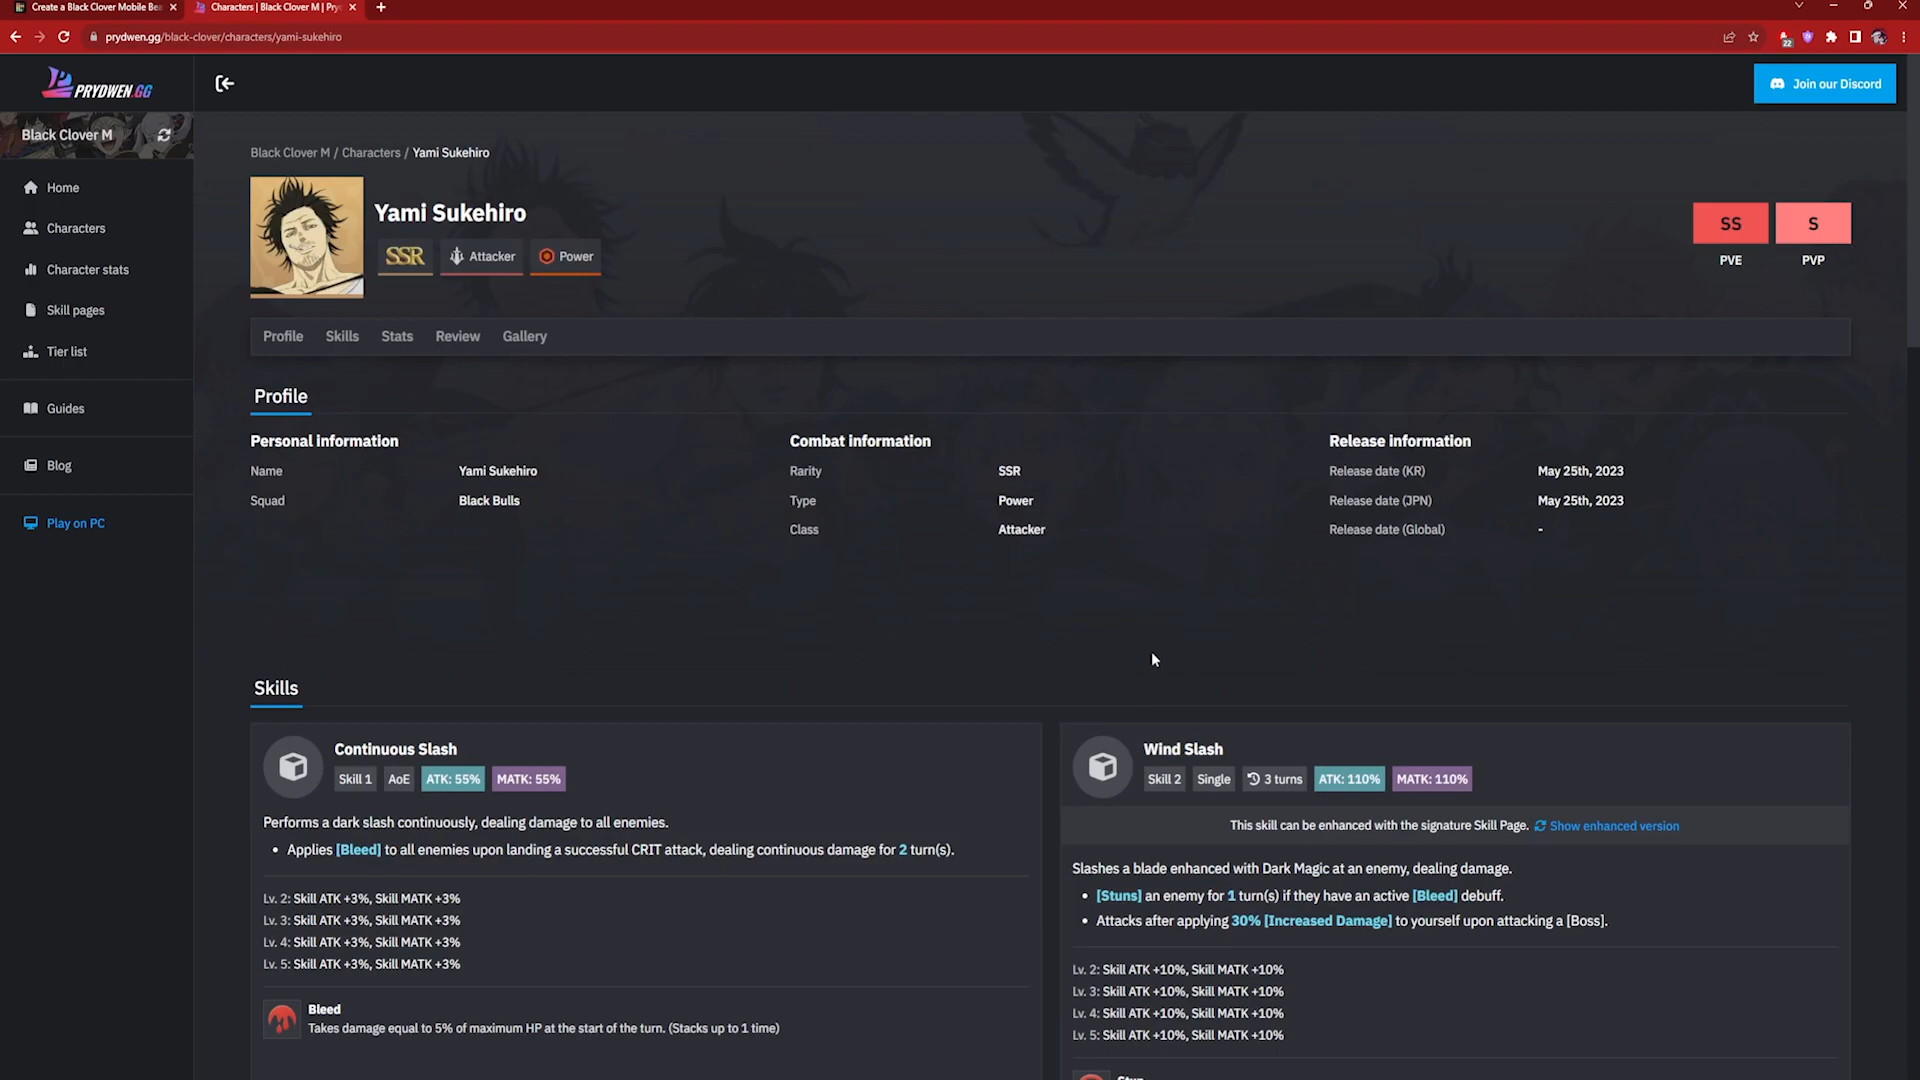 Create a Black Clover Mobile Bea
Characters | Black Clover M | Pry
prydwen.gg/black-clover/characters/yami-sukehiro
22
PRYDWEN.GG
Join our Discord
Black Clover M
Home
Characters
Character stats
Skill pages
Tier list
Guides
Blog
Play on PC
Black Clover M / Characters / Yami Sukehiro
Yami Sukehiro
SSR Attacker Power
SS S
PVE PVP
Profile Skills Stats Review Gallery
Profile
Personal information
Name Yami Sukehiro
Squad Black Bulls
Combat information
Rarity SSR
Type Power
Class Attacker
Release information
Release date (KR) May 25th, 2023
Release date (JPN) May 25th, 2023
Release date (Global) -
Skills
Continuous Slash
Skill 1 AoE ATK: 55% MATK: 55%
Performs a dark slash continuously, dealing damage to all enemies.
• Applies [Bleed] to all enemies upon landing a successful CRIT attack, dealing continuous damage for 2 turn(s).
Lv. 2: Skill ATK +3%, Skill MATK +3%
Lv. 3: Skill ATK +3%, Skill MATK +3%
Lv. 4: Skill ATK +3%, Skill MATK +3%
Lv. 5: Skill ATK +3%, Skill MATK +3%
Bleed
Takes damage equal to 5% of maximum HP at the start of the turn. (Stacks up to 1 time)
Wind Slash
Skill 2 Single 3 turns ATK: 110% MATK: 110%
This skill can be enhanced with the signature Skill Page. Show enhanced version
Slashes a blade enhanced with Dark Magic at an enemy, dealing damage.
• [Stuns] an enemy for 1 turn(s) if they have an active [Bleed] debuff.
• Attacks after applying 30% [Increased Damage] to yourself upon attacking a [Boss].
Lv. 2: Skill ATK +10%, Skill MATK +10%
Lv. 3: Skill ATK +10%, Skill MATK +10%
Lv. 4: Skill ATK +10%, Skill MATK +10%
Lv. 5: Skill ATK +10%, Skill MATK +10%